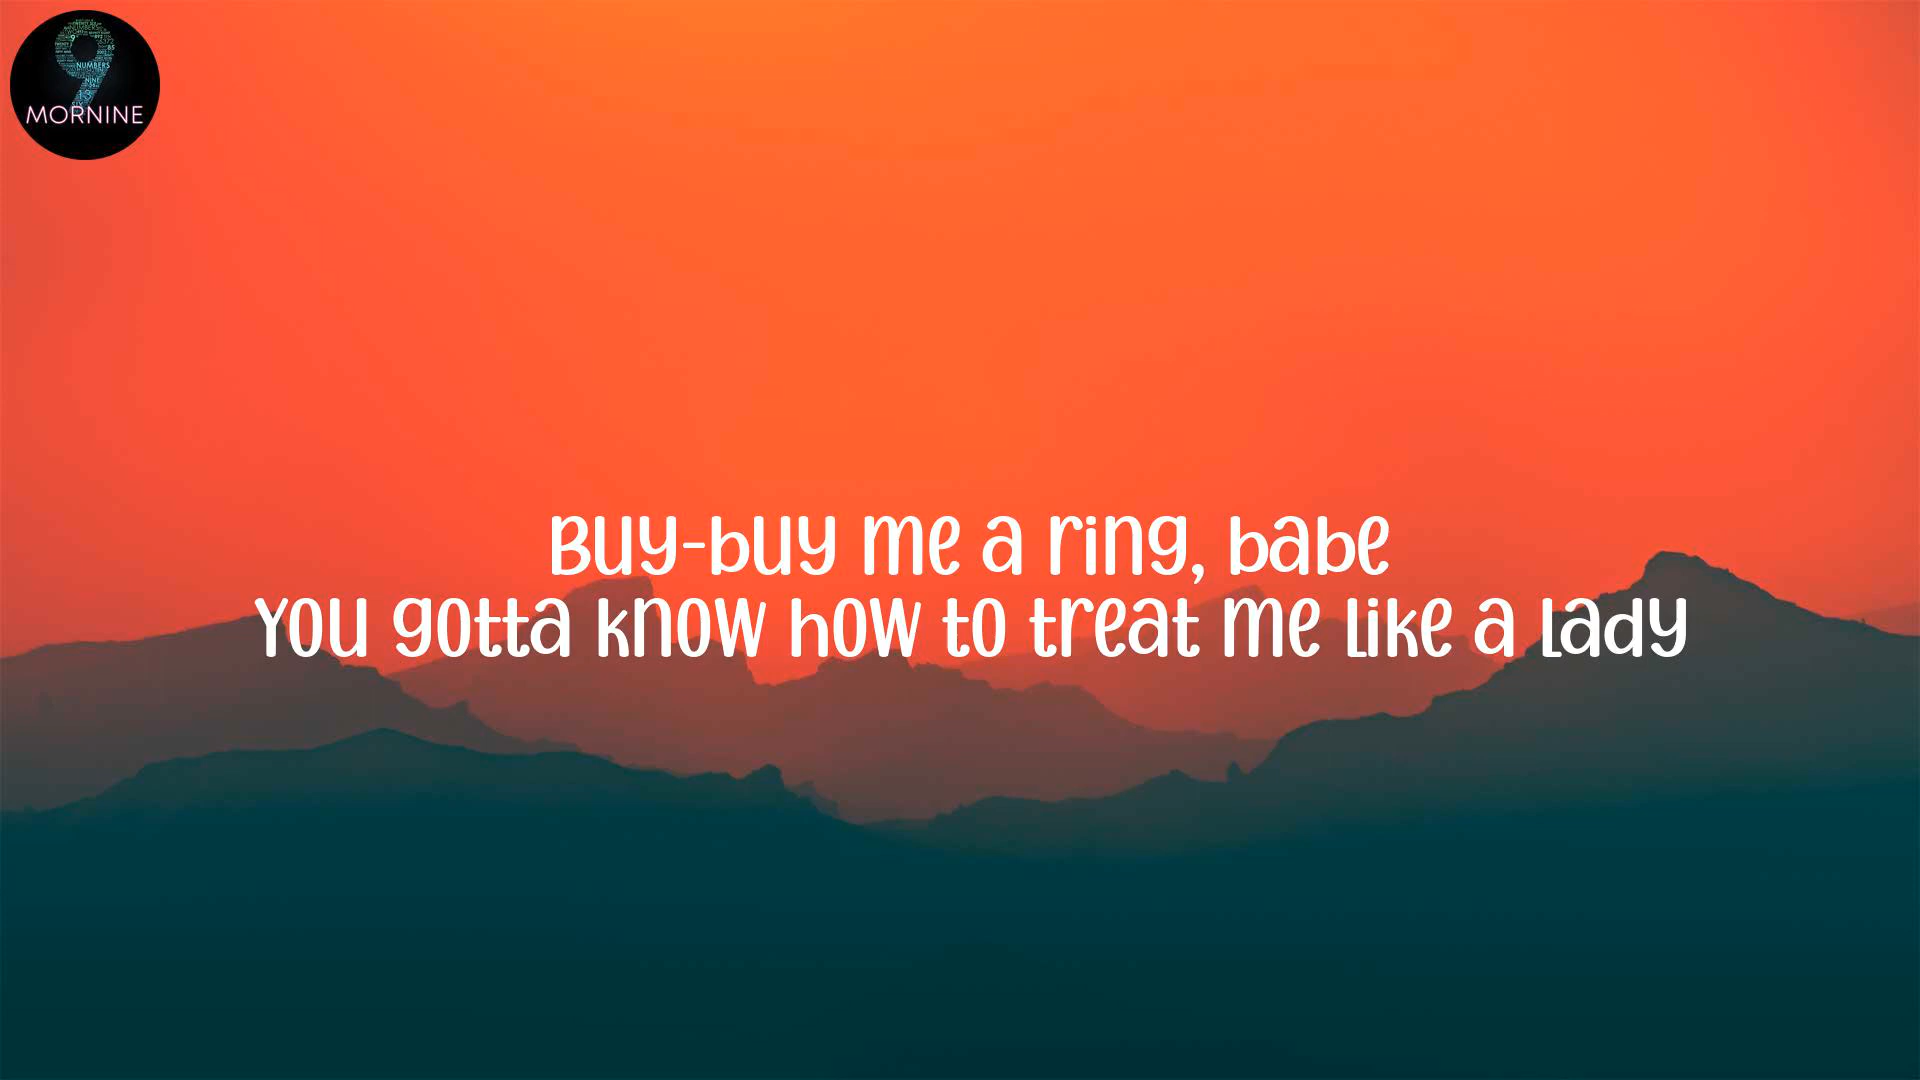 MORNINE
Buy-buy me a ring, babe
You gotta know how to treat me like a lady